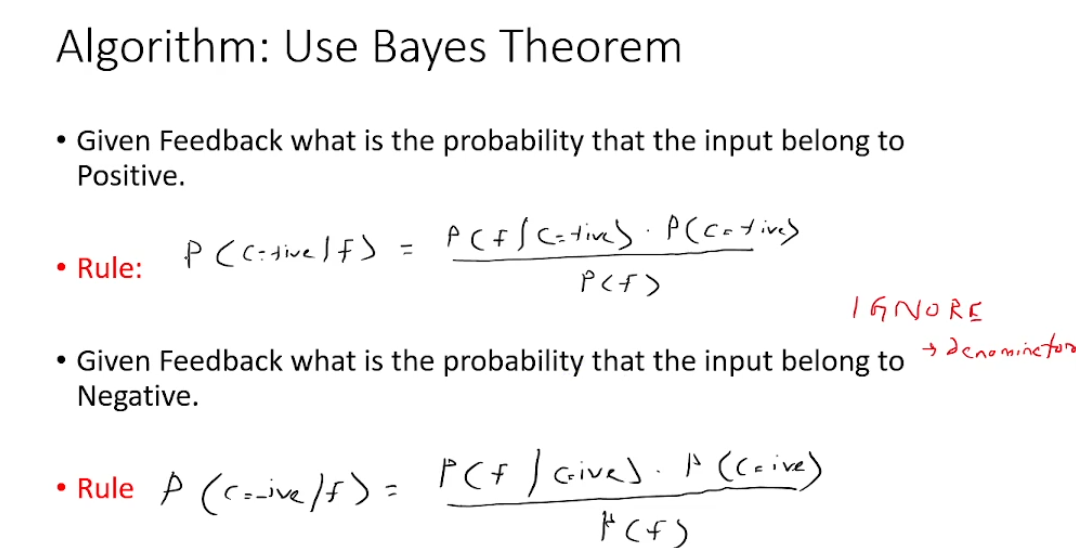 Algorithm: Use Bayes Theorem
• Given Feedback what is the probability that the input belong to
Positive.
• Rule: P(C=+ive/f) = P(f/C=+ive) · P(C=+ive)
P(f)
IGNORE
→ denominator
• Given Feedback what is the probability that the input belong to
Negative.
• Rule P(C=-ive/f) = P(f/C=ive) · P(C=ive)
P(f)